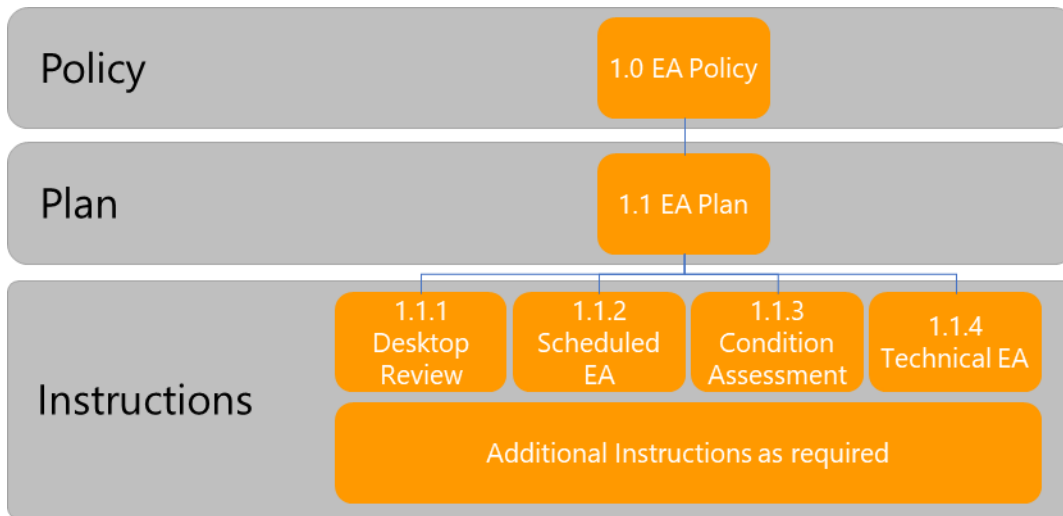 Policy
1.0 EA Policy
Plan
1.1 EA Plan
Instructions
1.1.1
Desktop
Review
1.1.2
Scheduled
EA
1.1.3
Condition
Assessment
1.1.4
Technical EA
Additional Instructions as required